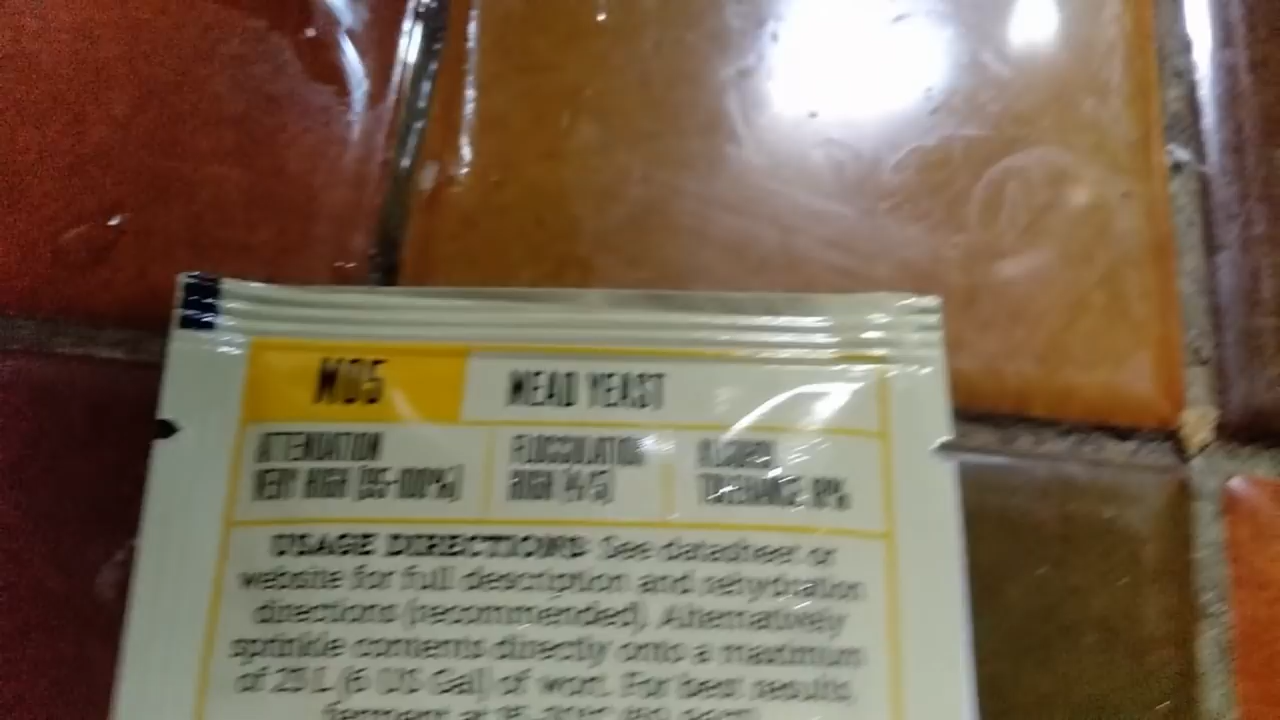 M05
MEAD YEAST
ATTENUATION
VERY HIGH (95-100%)
FLOCCULATION
HIGH (4/5)
ALCOHOL
TOLERANCE 18%
USAGE DIRECTIONS See datasheet or
website for full description and rehydration
directions (recommended). Alternatively
sprinkle contents directly onto a maximum
of 23 L (6 US Gal) of wort. For best results,
ferment at